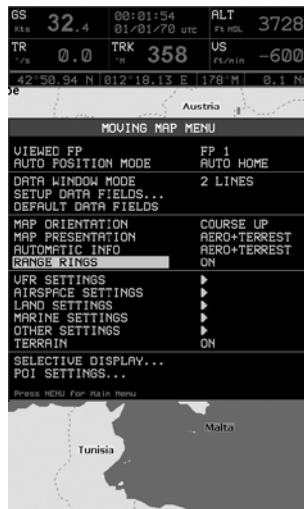 GS 00:01:54 ALT
Kts 32.4 01/01/70 UTC Ft MSL 3728
TR TRK VS
°/s 0.0 °M 358 ft/min -600
42°50.94 N 012°18.13 E 178°M 0.1 Nm
pe
Austria
MOVING MAP MENU
VIEWED FP FP 1
AUTO POSITION MODE AUTO HOME
DATA WINDOW MODE 2 LINES
SETUP DATA FIELDS...
DEFAULT DATA FIELDS
MAP ORIENTATION COURSE UP
MAP PRESENTATION AERO+TERREST
AUTOMATIC INFO AERO+TERREST
RANGE RINGS ON
VFR SETTINGS
AIRSPACE SETTINGS
LAND SETTINGS
MARINE SETTINGS
OTHER SETTINGS
TERRAIN ON
SELECTIVE DISPLAY...
POI SETTINGS...
Press MENU for Main Menu
Malta
Tunisia